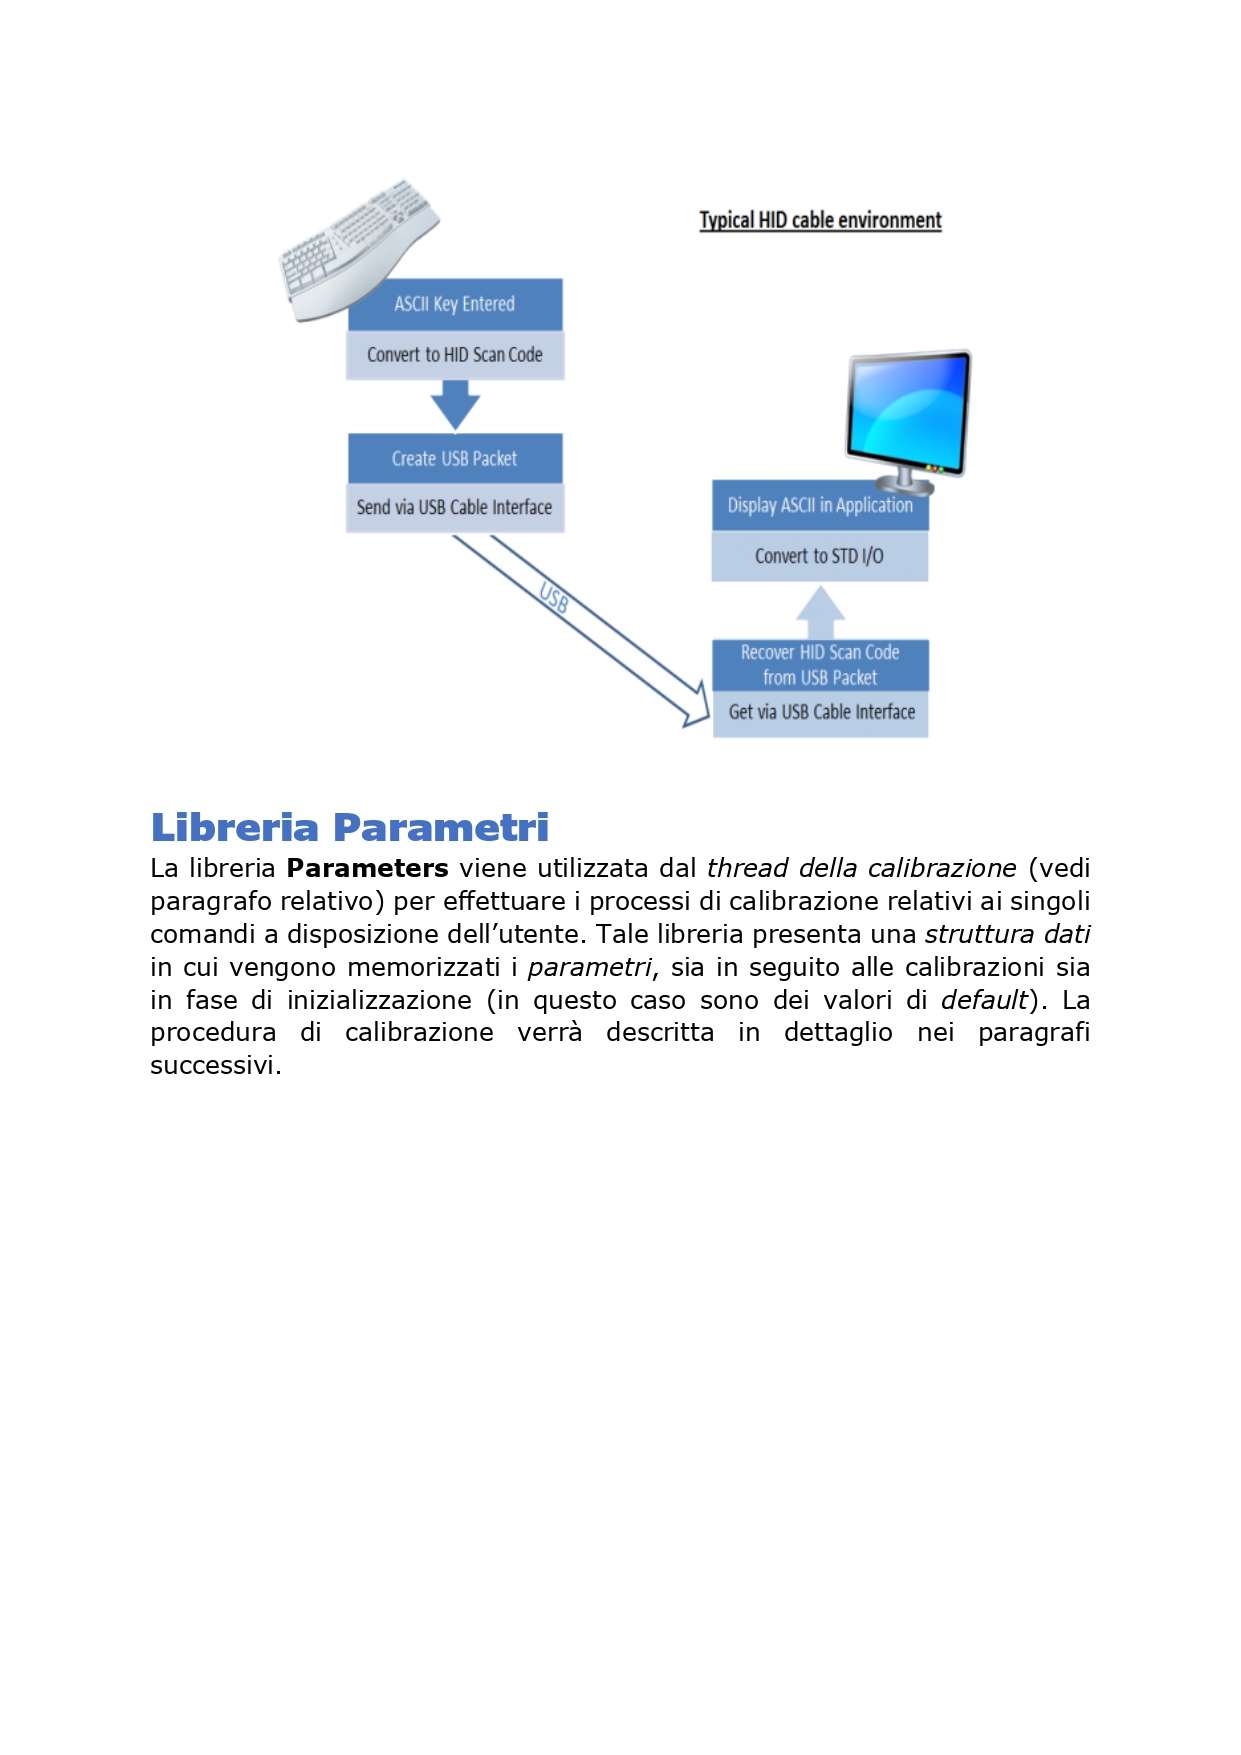 Typical HID cable environment
ASCII Key Entered
Convert to HID Scan Code
Create USB Packet
Send via USB Cable Interface
USB
Display ASCII in Application
Convert to STD I/O
Recover HID Scan Code
from USB Packet
Get via USB Cable Interface
Libreria Parametri
La libreria Parameters viene utilizzata dal thread della calibrazione (vedi
paragrafo relativo) per effettuare i processi di calibrazione relativi ai singoli
comandi a disposizione dell’utente. Tale libreria presenta una struttura dati
in cui vengono memorizzati i parametri, sia in seguito alle calibrazioni sia
in fase di inizializzazione (in questo caso sono dei valori di default). La
procedura di calibrazione verrà descritta in dettaglio nei paragrafi
successivi.